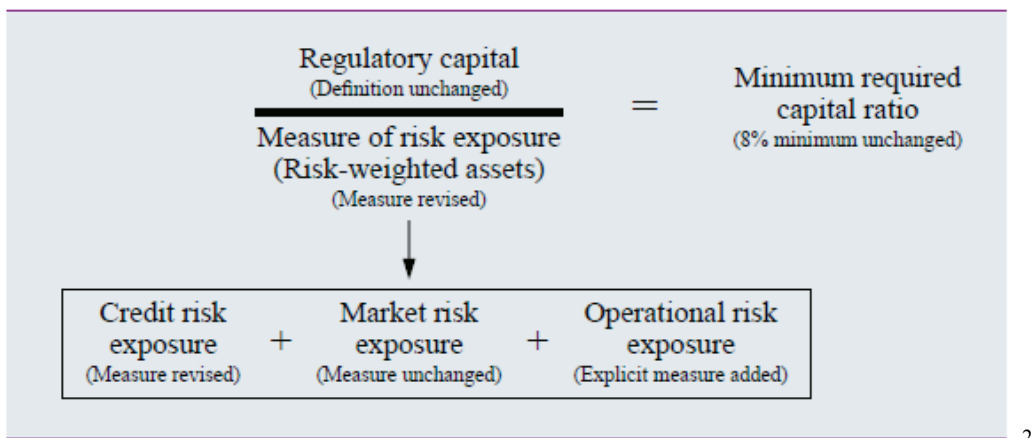 Regulatory capital
(Definition unchanged)
=
Minimum required
capital ratio
(8% minimum unchanged)
Measure of risk exposure
(Risk-weighted assets)
(Measure revised)
Credit risk
exposure
(Measure revised)
+
Market risk
exposure
(Measure unchanged)
+
Operational risk
exposure
(Explicit measure added)
2